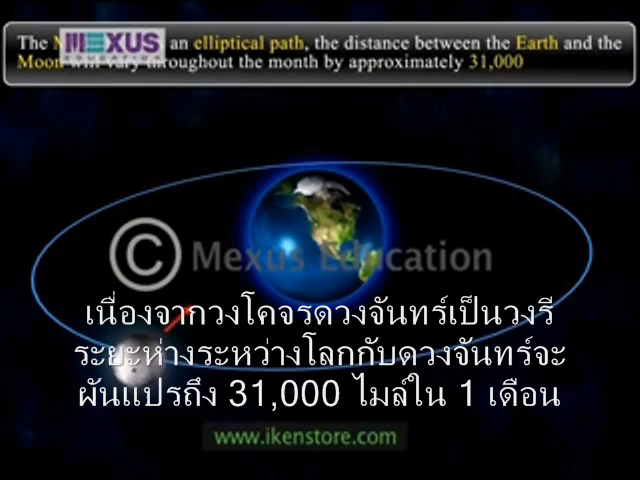 MEXUS
EDUCATION
The an elliptical path, the distance between the Earth and the
Moon will vary throughout the month by approximately 31,000
© Mexus Education
เนื่องจากวงโคจรดวงจันทร์เป็นวงรี
ระยะห่างระหว่างโลกกับดวงจันทร์จะ
ผันแปรถึง 31,000 ไมล์ใน 1 เดือน
www.ikenstore.com